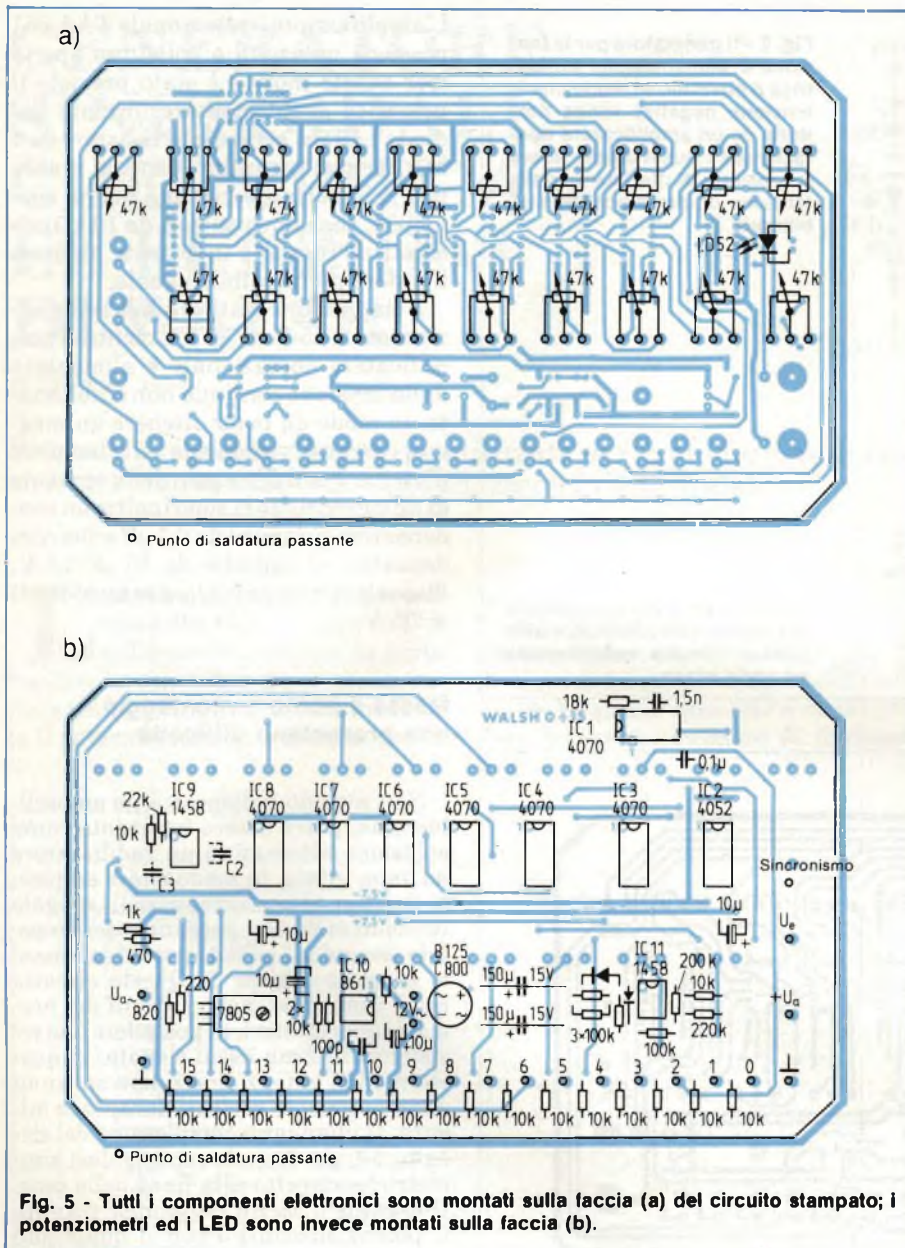 a)
47k 47k 47k 47k 47k 47k 47k 47k 47k 47k
LD52
47k 47k 47k 47k 47k 47k 47k 47k 47k
Punto di saldatura passante
b)
18k 1,5n
WALSH 0 ÷ 35
IC1
4070
0.1µ
IC9 IC8 IC7 IC6 IC5 IC4 IC3 IC2
1458 4070 4070 4070 4070 4070 4070 4052
22k
10k
C2
C3
Sincronismo
-7.5V
+7.5V
1k
470
10µ
10µ
Ue
10µ
IC10
861
10k
B125
C800
150µ 15V
IC11
1458
200k
10k
+Ua
Ua~
820
220
7805
2×
10k
12V~
150µ 15V
3×100k
220k
100p
10µ
100k
15 14 13 12 11 10 9 8 7 6 5 4 3 2 1 0
10k 10k 10k 10k 10k 10k 10k 10k 10k 10k 10k 10k 10k 10k 10k 10k
Punto di saldatura passante
Fig. 5 - Tutti i componenti elettronici sono montati sulla faccia (a) del circuito stampato; i
potenziometri ed i LED sono invece montati sulla faccia (b).